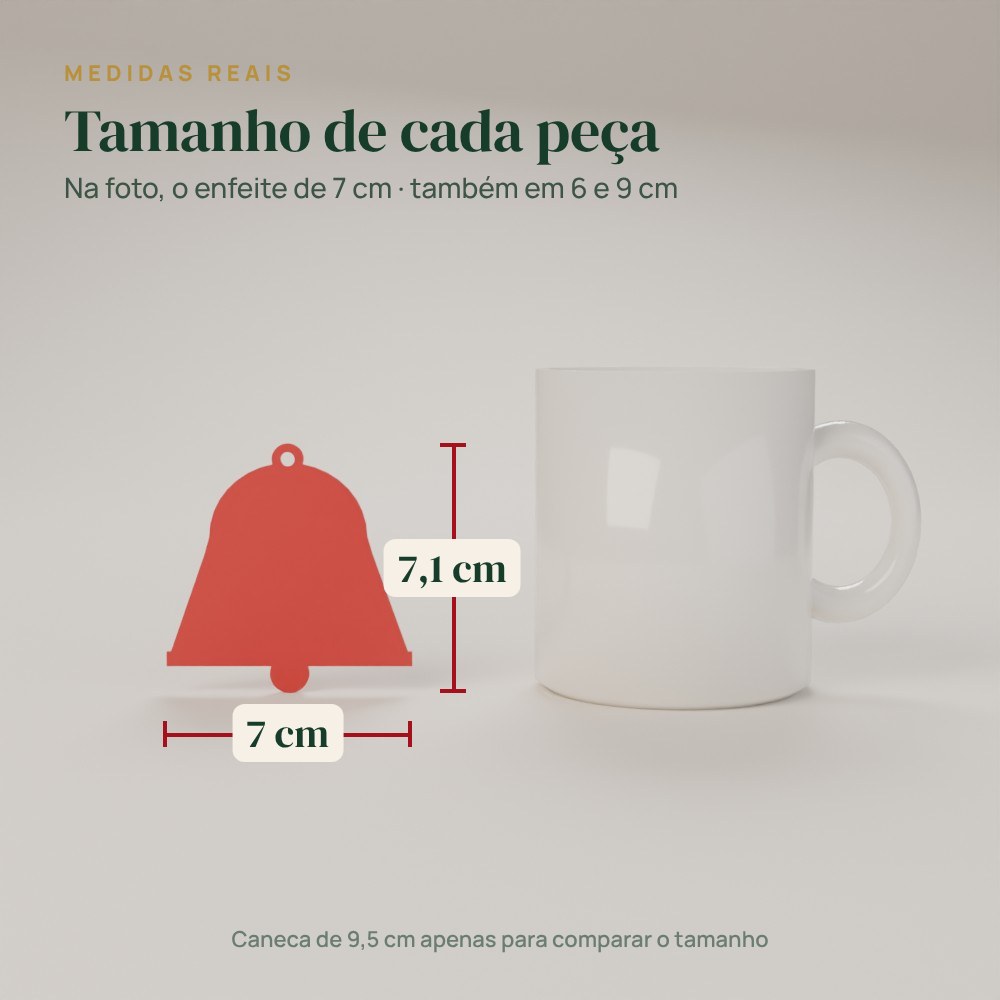 MEDIDAS REAIS
Tamanho de cada peça
Na foto, o enfeite de 7 cm · também em 6 e 9 cm
7,1 cm
7 cm
Caneca de 9,5 cm apenas para comparar o tamanho